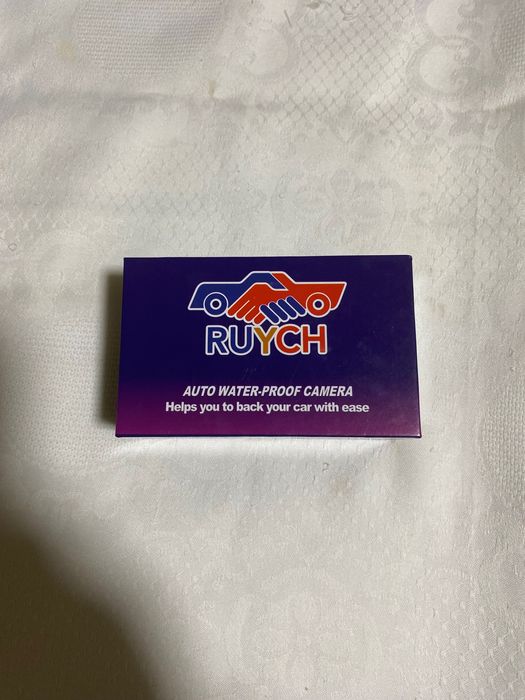 RUYCH
AUTO WATER-PROOF CAMERA
Helps you to back your car with ease